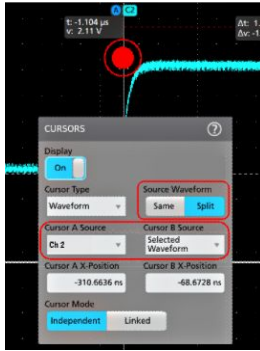 A C2
t: -1.104 µs
v: 2.11 V
Δt: 1.
Δv: -1
CURSORS
?
Display
On
Cursor Type
Source Waveform
Waveform
Same
Split
Cursor A Source
Cursor B Source
Ch 2
Selected
Waveform
Cursor A X-Position
Cursor B X-Position
-310.6636 ns
-68.6728 ns
Cursor Mode
Independent
Linked